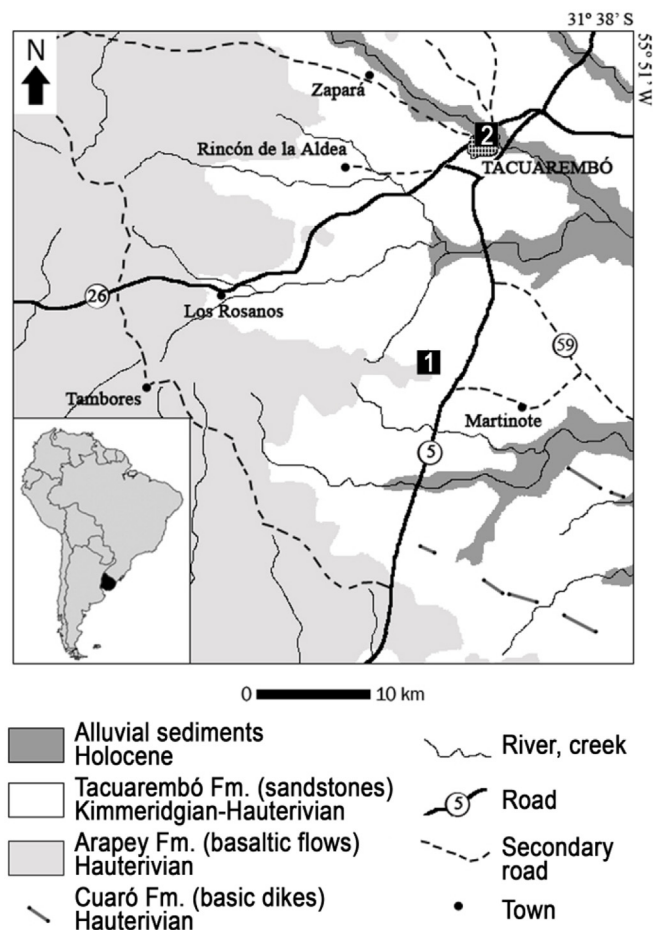 31° 38' S
55° 51' W
N
Zapará
2
Rincón de la Aldea
TACUAREMBÓ
26
Los Rosanos
1
59
Tambores
Martinote
5
0 10 km
Alluvial sediments
Holocene
River, creek
Tacuarembó Fm. (sandstones)
Kimmeridgian-Hauterivian
5 Road
Arapey Fm. (basaltic flows)
Hauterivian
Secondary
road
Cuaró Fm. (basic dikes)
Hauterivian
Town